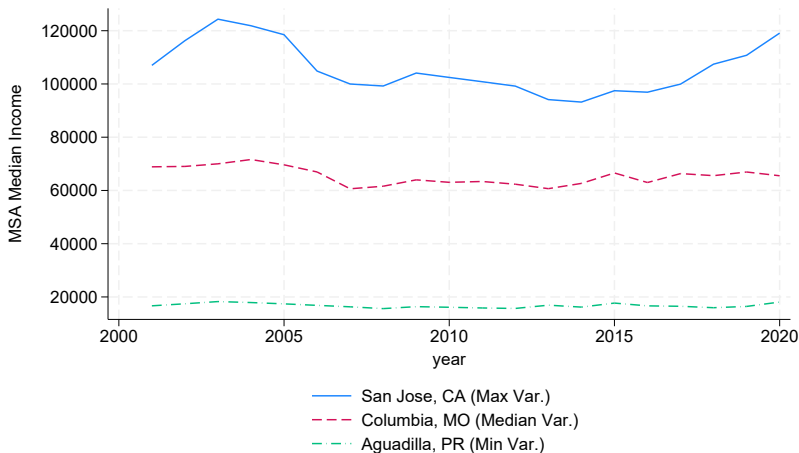 120000
100000
80000
60000
40000
20000
MSA Median Income
2000
2005
2010
2015
2020
year
San Jose, CA (Max Var.)
Columbia, MO (Median Var.)
Aguadilla, PR (Min Var.)